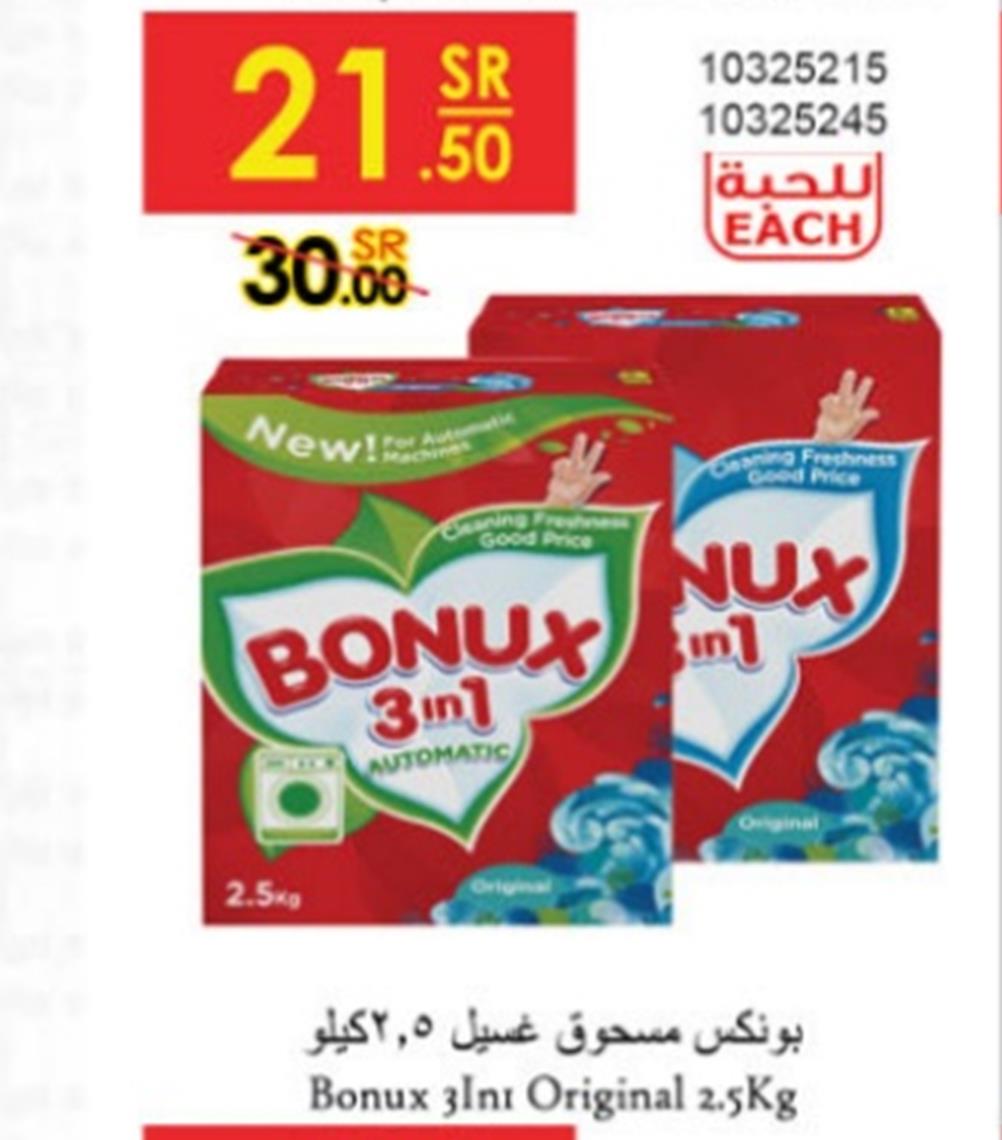 21 SR
.50
30.00 SR
10325215
10325245
للحبة
EACH
New! For Automatic
Machines
Cleaning Freshness
Good Price
BONUX
3in1
AUTOMATIC
Original
2.5Kg
Cleaning Freshness
Good Price
NUX
in1
Original
بونكس مسحوق غسيل ٢,٥كيلو
Bonux 3In1 Original 2.5Kg